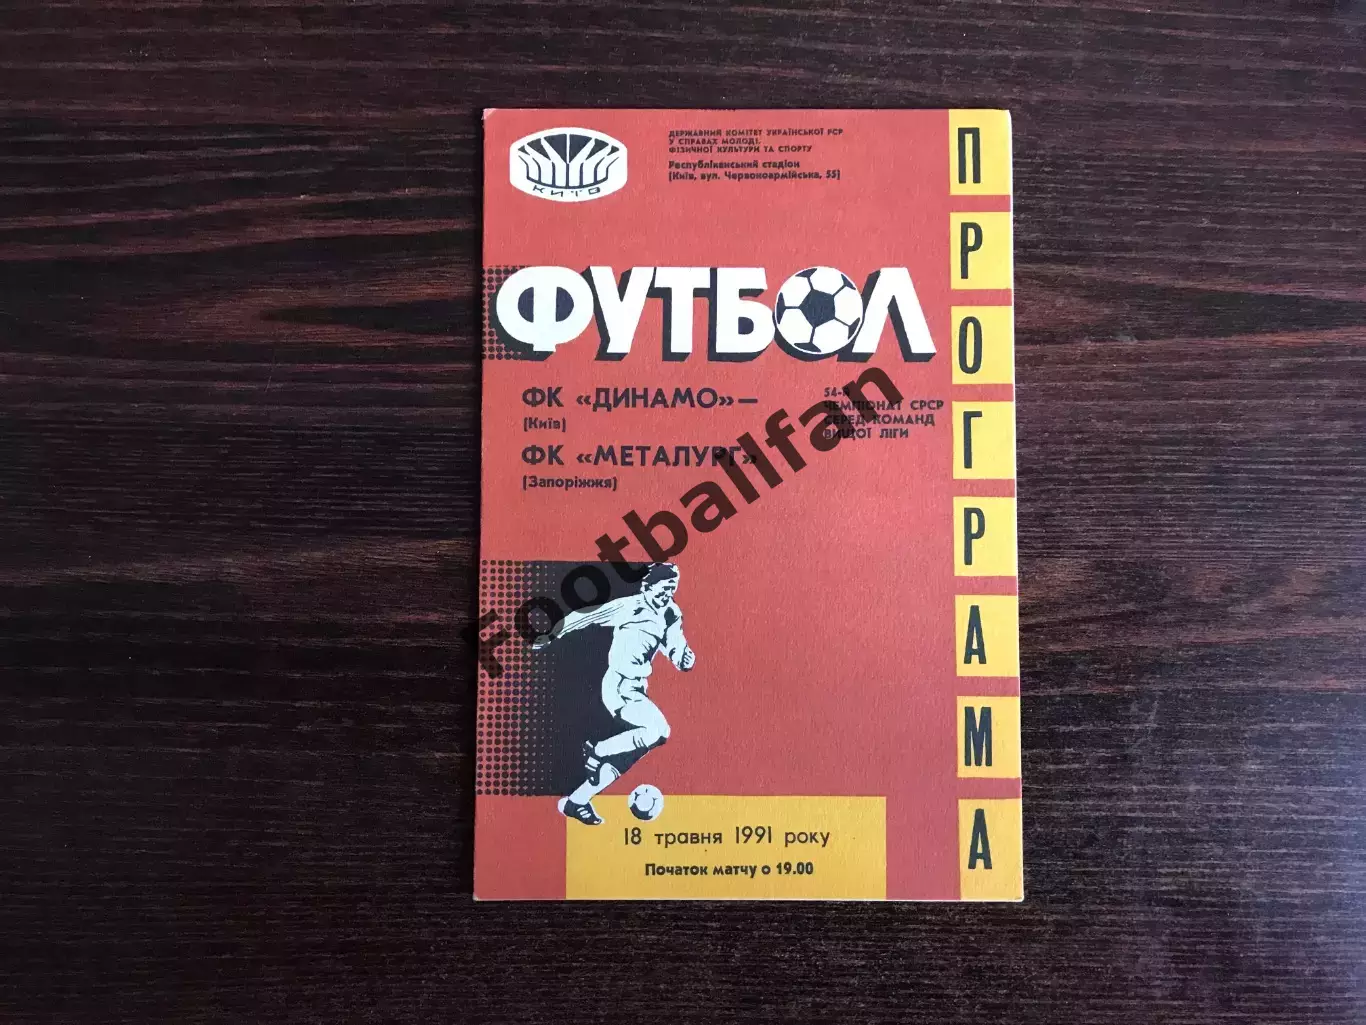 КИТО
ДЕРЖАВНИЙ КОМІТЕТ УКРАЇНСЬКОЇ РСР
У СПРАВАХ МОЛОДІ,
ФІЗИЧНОЇ КУЛЬТУРИ ТА СПОРТУ
Республіканський стадіон
(Київ, вул. Червоноармійська, 55)
ФУТБОЛ
ФК «ДИНАМО» —
(Київ)
ФК «МЕТАЛУРГ»
(Запоріжжя)
54-й
ЧЕМПІОНАТ СРСР
СЕРЕД КОМАНД
ВИЩОЇ ЛІГИ
18 травня 1991 року
Початок матчу о 19.00
ПРОГРАМА
Footballfan